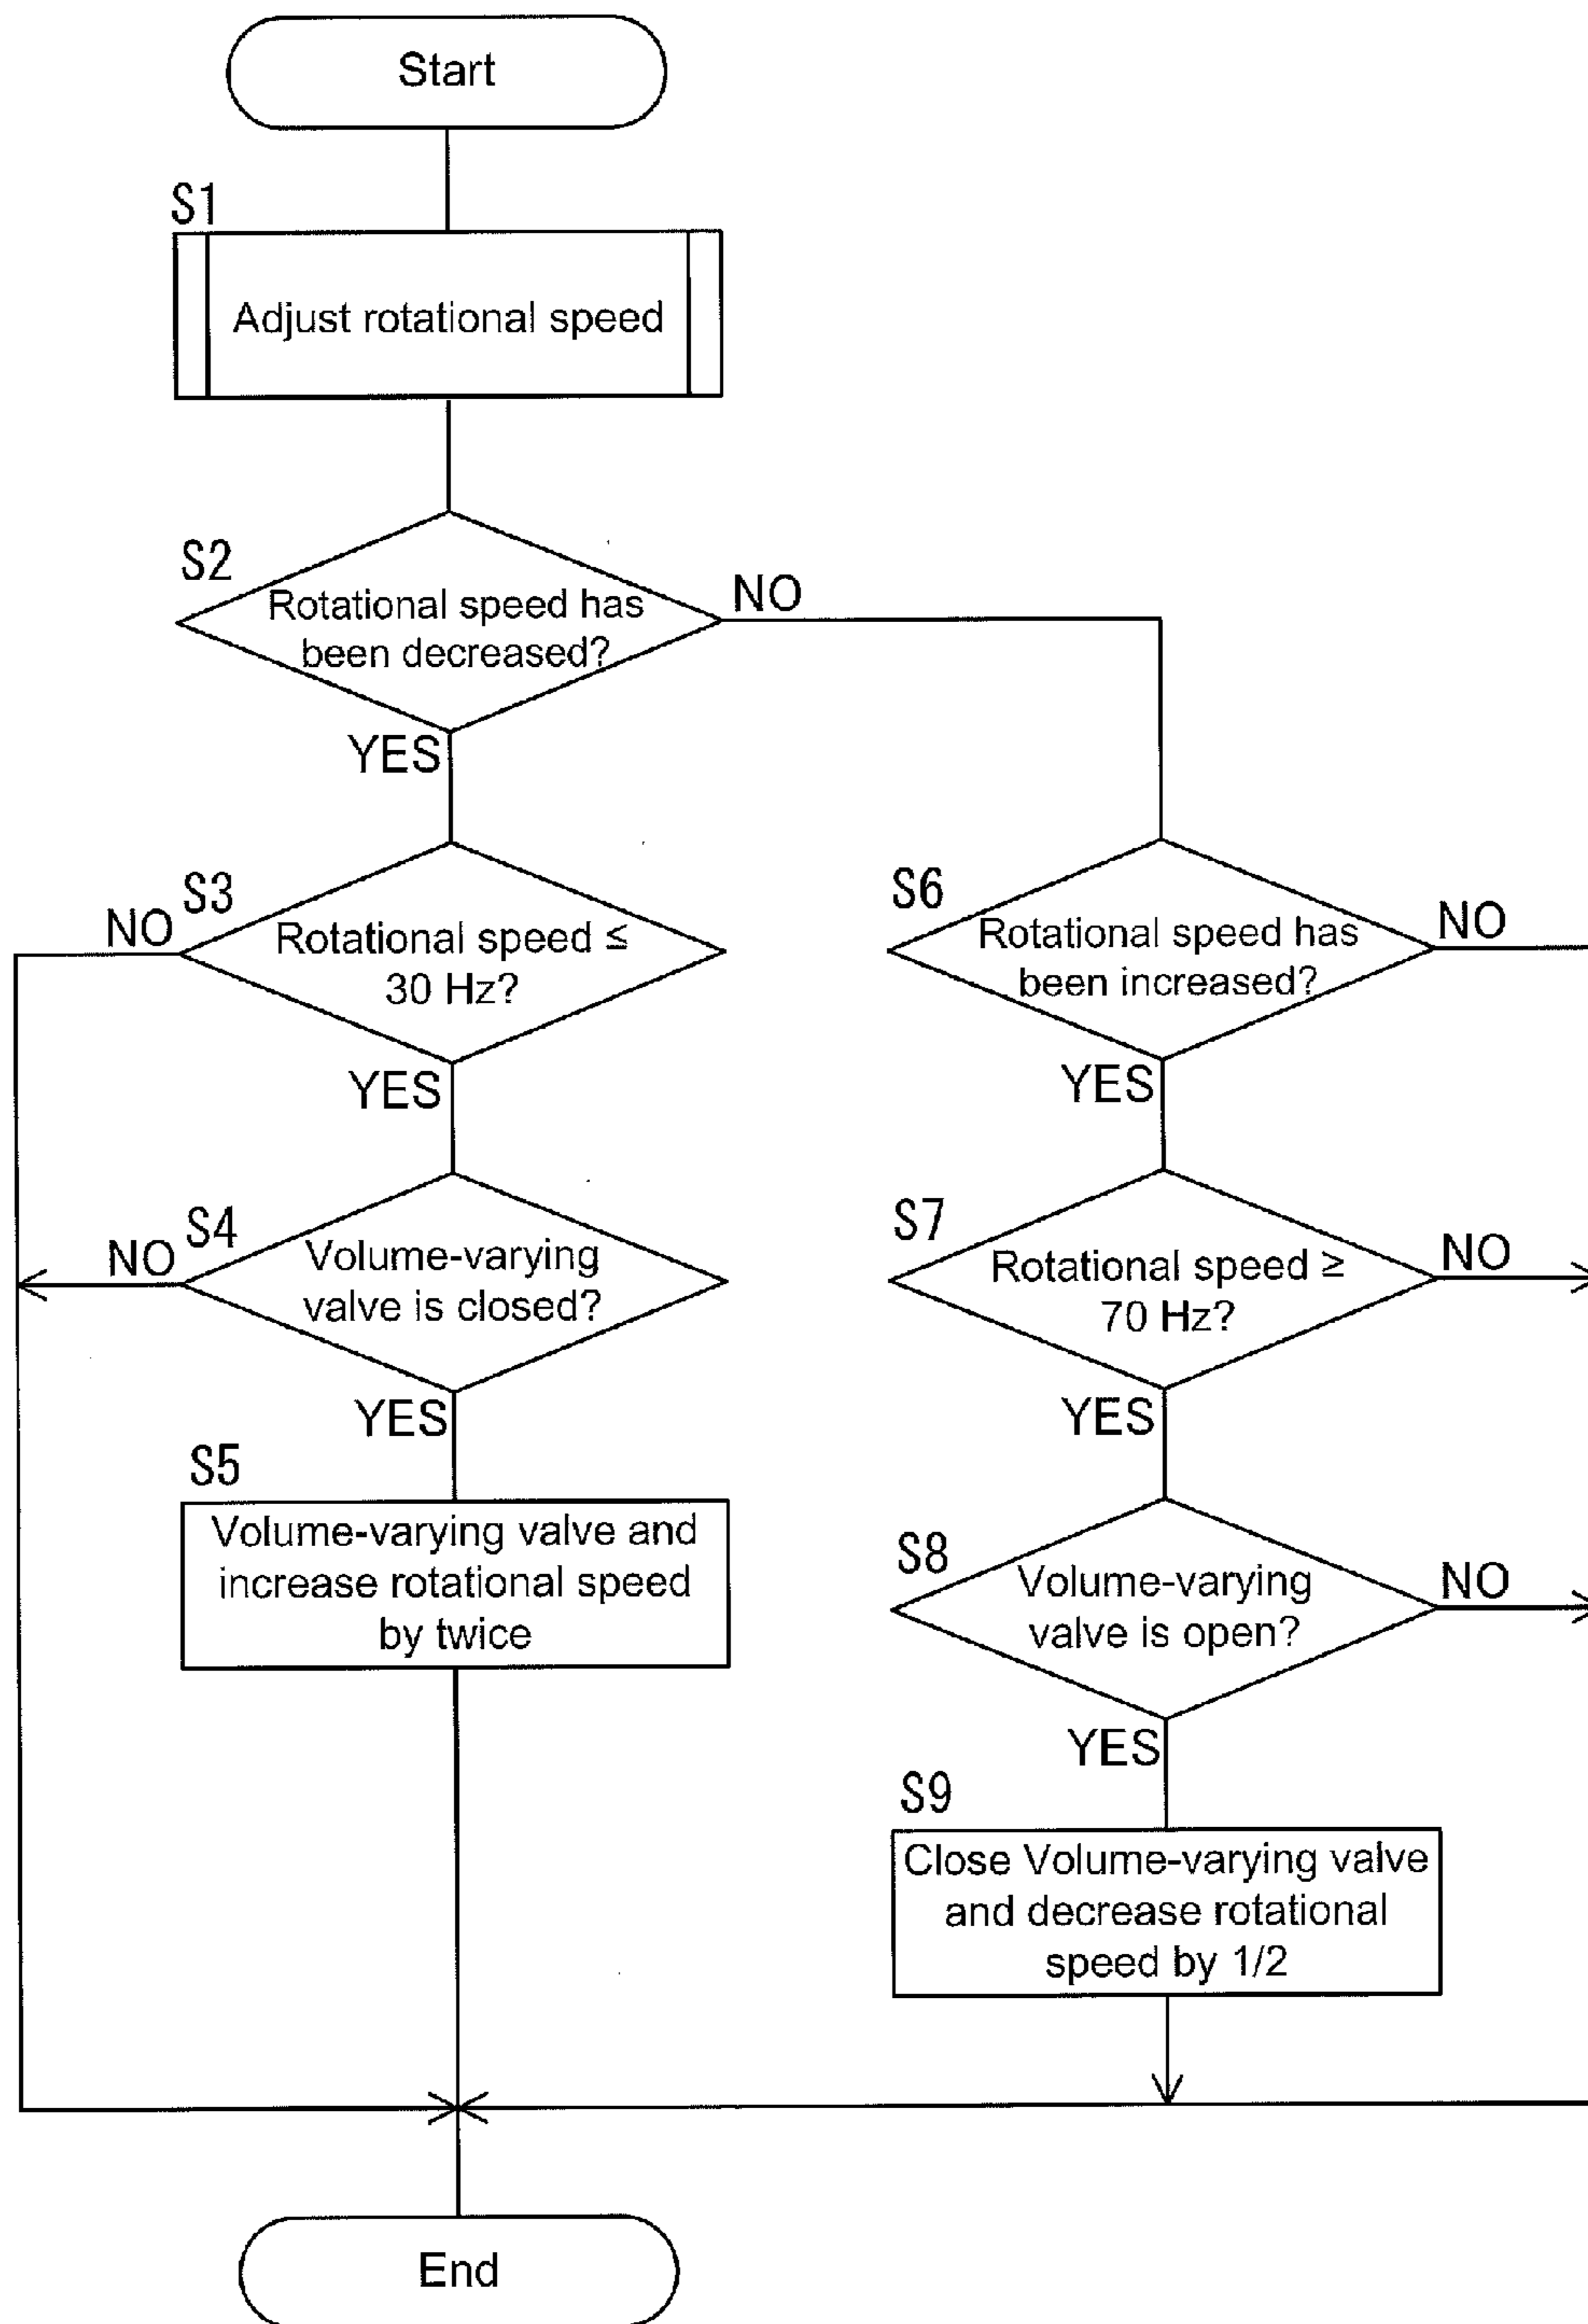 Start
S1
Adjust rotational speed
S2
Rotational speed has
been decreased?
NO
YES
S3
NO
Rotational speed ≤
30 Hz?
YES
S4
NO
Volume-varying
valve is closed?
YES
S5
Volume-varying valve and
increase rotational speed
by twice
S6
Rotational speed has
been increased?
NO
YES
S7
Rotational speed ≥
70 Hz?
NO
YES
S8
Volume-varying
valve is open?
NO
YES
S9
Close Volume-varying valve
and decrease rotational
speed by 1/2
End